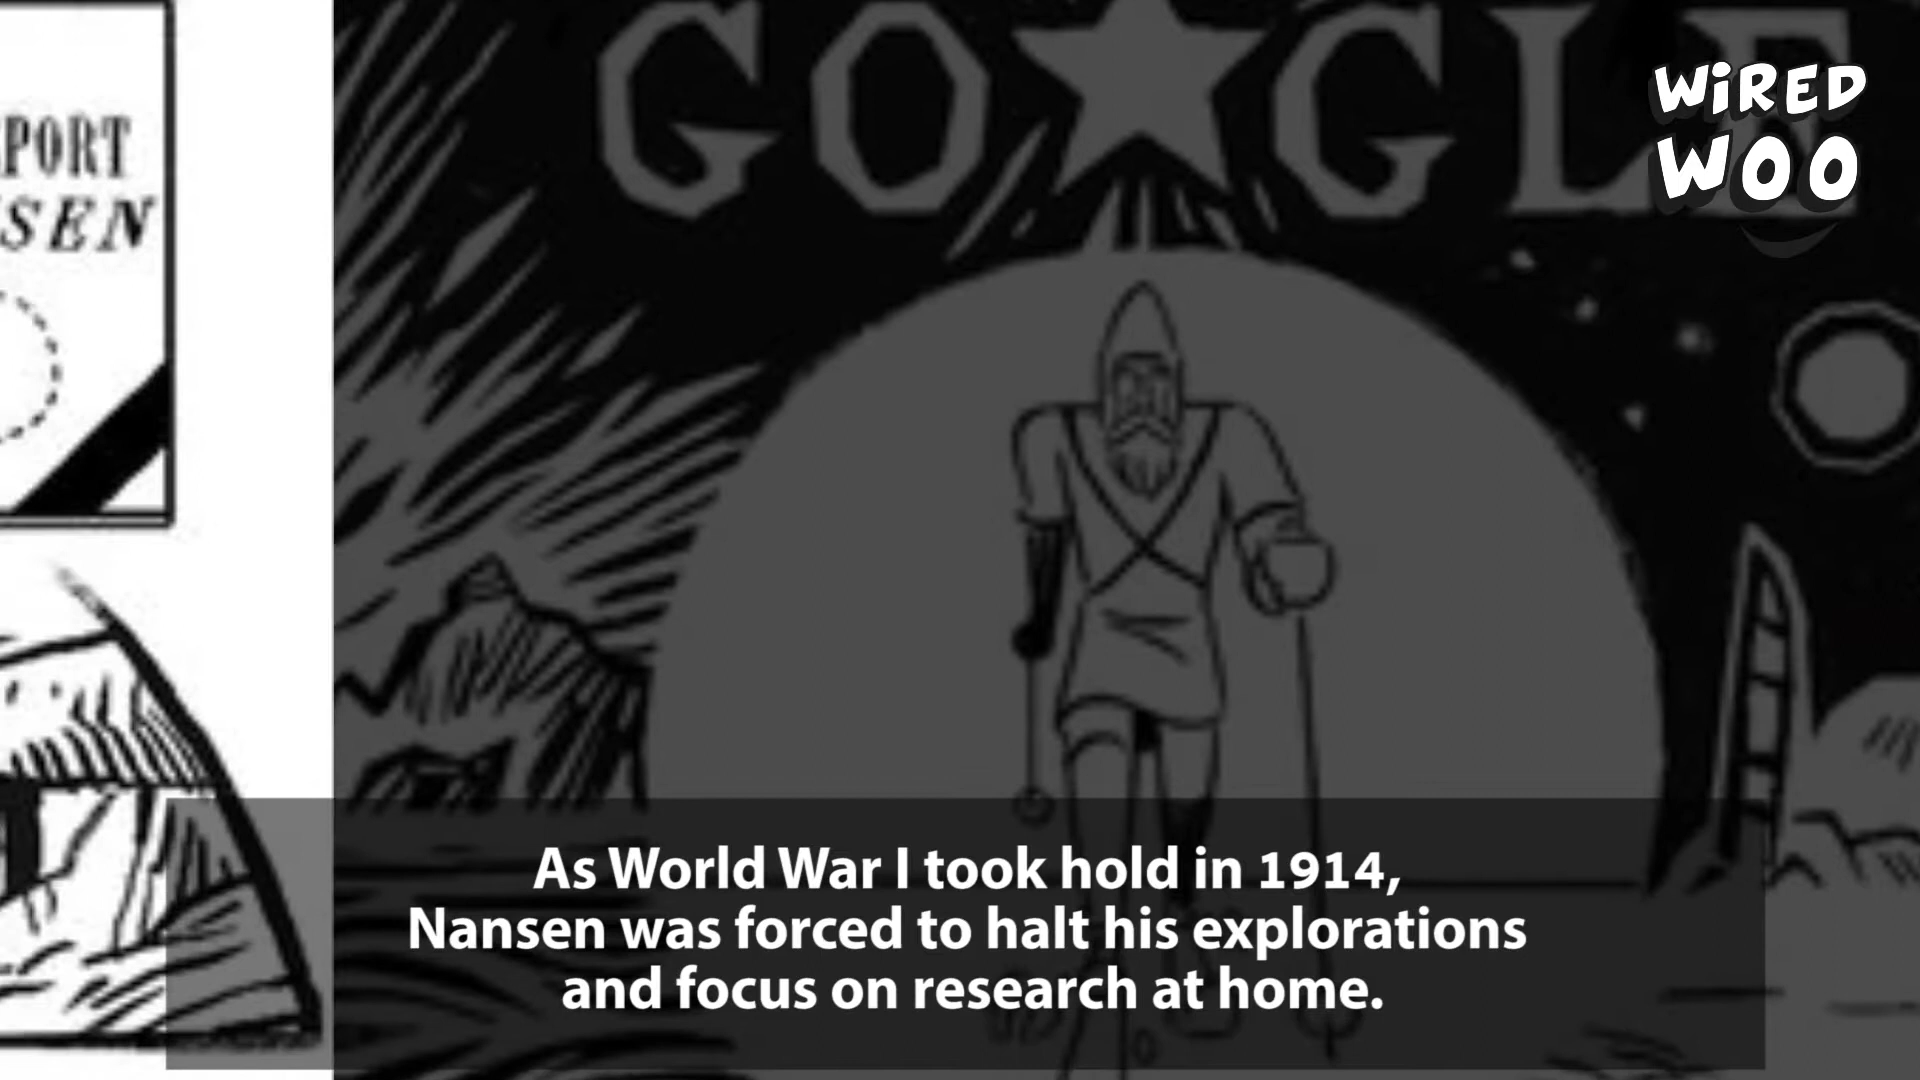 GO★GLE
WiRED
WOO
PORT
SEN
As World War I took hold in 1914,
Nansen was forced to halt his explorations
and focus on research at home.